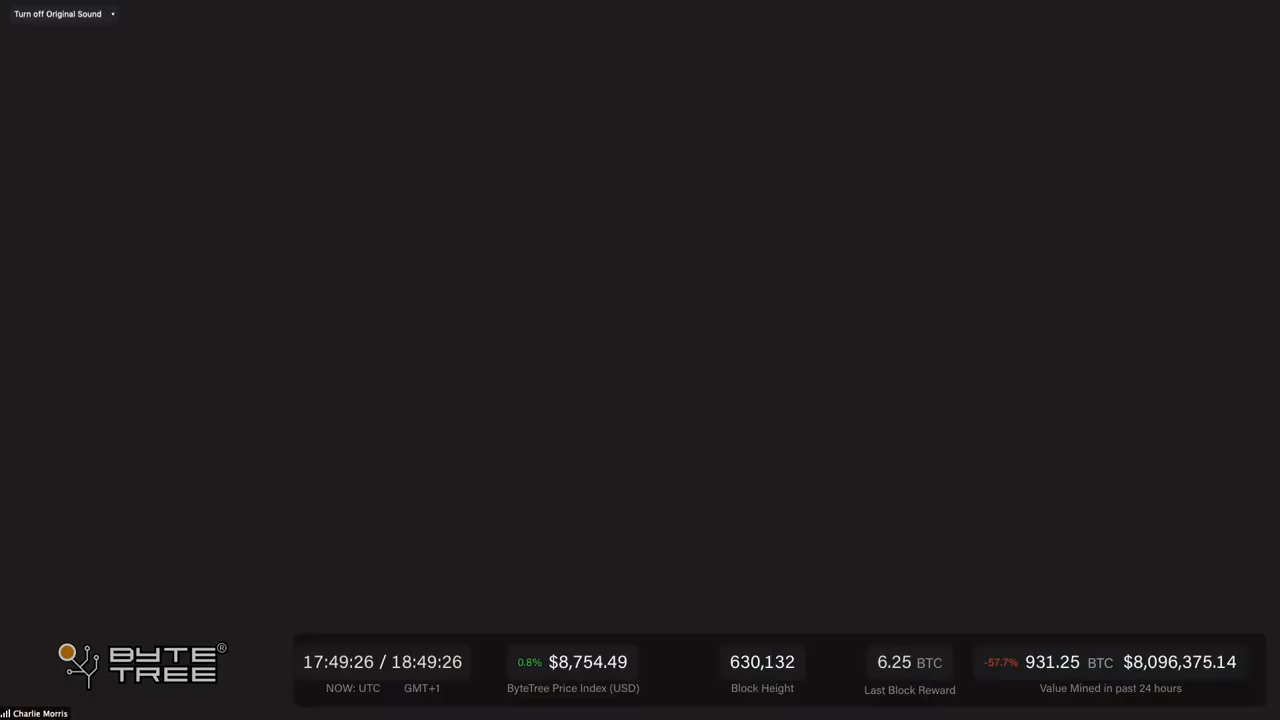 Turn off Original Sound
BYTE TREE ®
17:49:26 / 18:49:26
NOW: UTC GMT+1
0.8% $8,754.49
ByteTree Price Index (USD)
630,132
Block Height
6.25 BTC
Last Block Reward
-57.7% 931.25 BTC $8,096,375.14
Value Mined in past 24 hours
Charlie Morris